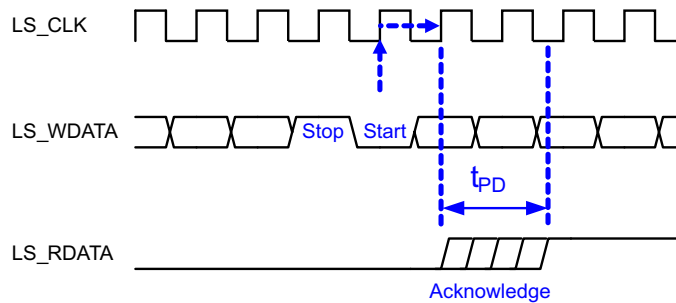 LS_CLK
LS_WDATA
Stop
Start
tPD
LS_RDATA
Acknowledge